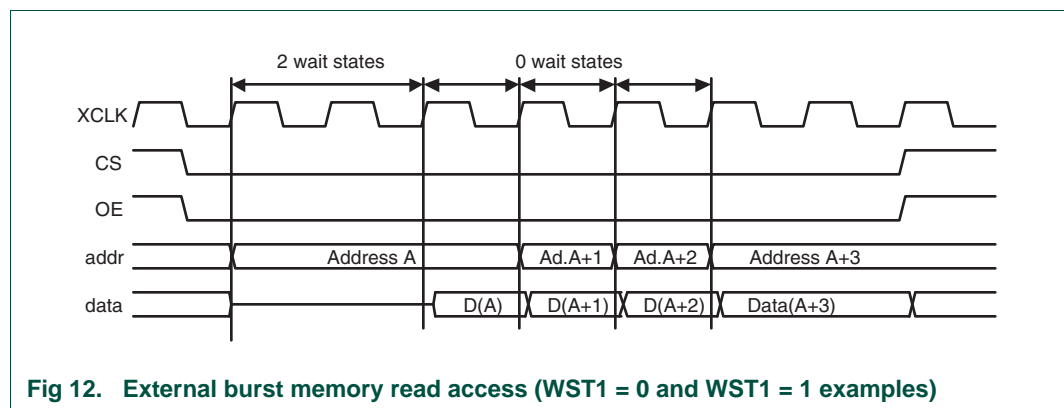 2 wait states
0 wait states
XCLK
CS
OE
addr
Address A
Ad.A+1
Ad.A+2
Address A+3
data
D(A)
D(A+1)
D(A+2)
Data(A+3)
Fig 12. External burst memory read access (WST1 = 0 and WST1 = 1 examples)